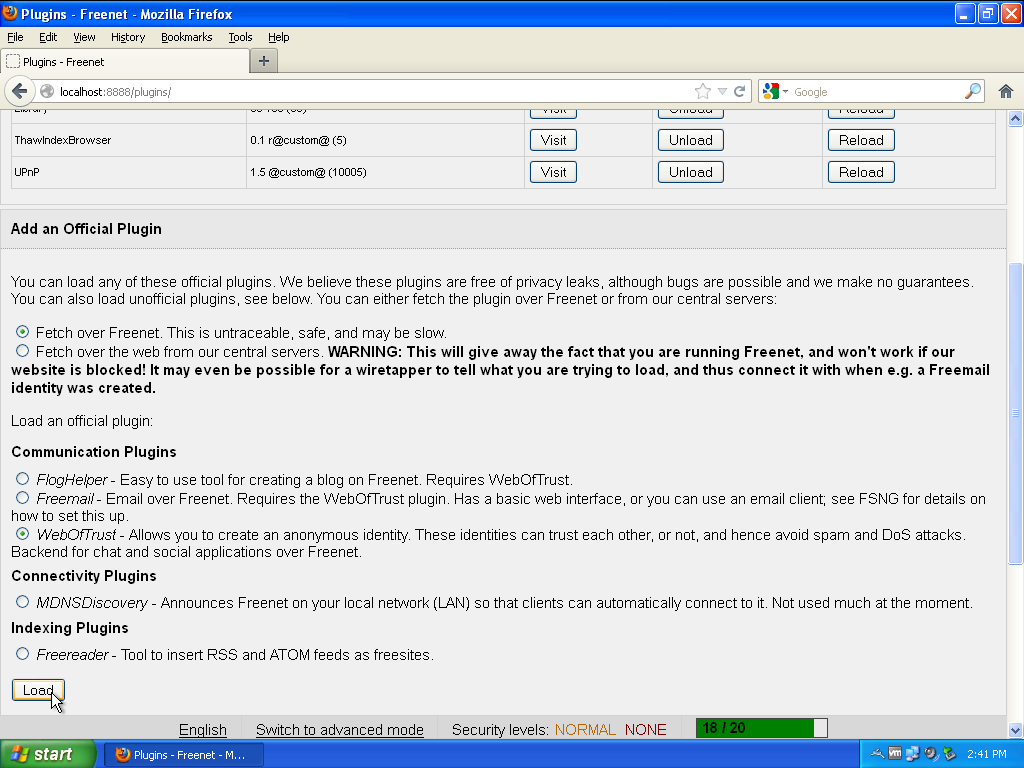 Plugins - Freenet - Mozilla Firefox
File Edit View History Bookmarks Tools Help
Plugins - Freenet
localhost:8888/plugins/
Google
Library Visit Unload Reload
ThawIndexBrowser 0.1 r@custom@ (5) Visit Unload Reload
UPnP 1.5 @custom@ (10005) Visit Unload Reload
Add an Official Plugin
You can load any of these official plugins. We believe these plugins are free of privacy leaks, although bugs are possible and we make no guarantees.
You can also load unofficial plugins, see below. You can either fetch the plugin over Freenet or from our central servers:
Fetch over Freenet. This is untraceable, safe, and may be slow.
Fetch over the web from our central servers. WARNING: This will give away the fact that you are running Freenet, and won't work if our
website is blocked! It may even be possible for a wiretapper to tell what you are trying to load, and thus connect it with when e.g. a Freemail
identity was created.
Load an official plugin:
Communication Plugins
FlogHelper - Easy to use tool for creating a blog on Freenet. Requires WebOfTrust.
Freemail - Email over Freenet. Requires the WebOfTrust plugin. Has a basic web interface, or you can use an email client; see FSNG for details on
how to set this up.
WebOfTrust - Allows you to create an anonymous identity. These identities can trust each other, or not, and hence avoid spam and DoS attacks.
Backend for chat and social applications over Freenet.
Connectivity Plugins
MDNSDiscovery - Announces Freenet on your local network (LAN) so that clients can automatically connect to it. Not used much at the moment.
Indexing Plugins
Freereader - Tool to insert RSS and ATOM feeds as freesites.
Load
English Switch to advanced mode Security levels: NORMAL NONE 18 / 20
start Plugins - Freenet - M... vm 2:41 PM